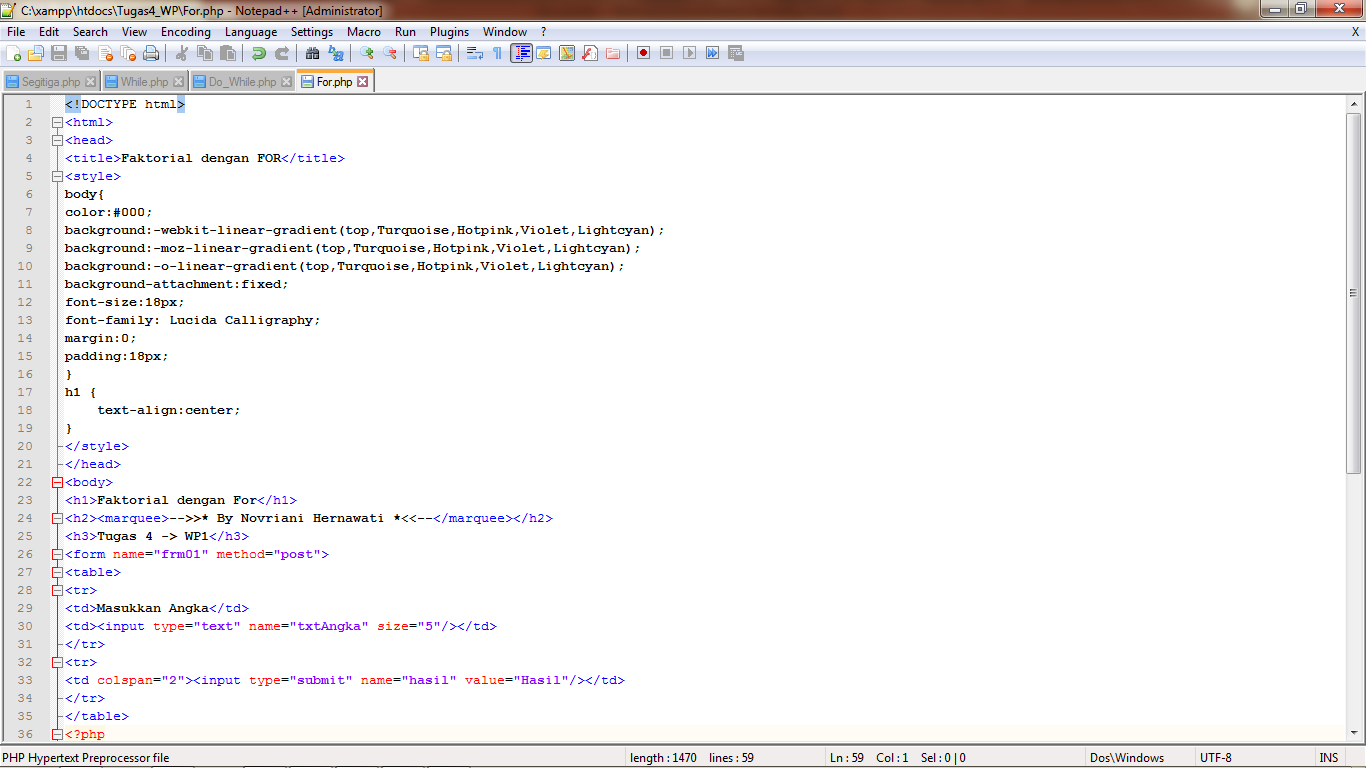 C:\xampp\htdocs\Tugas4_WP\For.php - Notepad++ [Administrator]
File Edit Search View Encoding Language Settings Macro Run Plugins Window ? X
Segitiga.php While.php Do_While.php For.php
1 <!DOCTYPE html>
2 <html>
3 <head>
4 <title>Faktorial dengan FOR</title>
5 <style>
6 body{
7 color:#000;
8 background:-webkit-linear-gradient(top,Turquoise,Hotpink,Violet,Lightcyan);
9 background:-moz-linear-gradient(top,Turquoise,Hotpink,Violet,Lightcyan);
10 background:-o-linear-gradient(top,Turquoise,Hotpink,Violet,Lightcyan);
11 background-attachment:fixed;
12 font-size:18px;
13 font-family: Lucida Calligraphy;
14 margin:0;
15 padding:18px;
16 }
17 h1 {
18 text-align:center;
19 }
20 </style>
21 </head>
22 <body>
23 <h1>Faktorial dengan For</h1>
24 <h2><marquee>-->>* By Novriani Hernawati *<<--</marquee></h2>
25 <h3>Tugas 4 -> WP1</h3>
26 <form name="frm01" method="post">
27 <table>
28 <tr>
29 <td>Masukkan Angka</td>
30 <td><input type="text" name="txtAngka" size="5"/></td>
31 </tr>
32 <tr>
33 <td colspan="2"><input type="submit" name="hasil" value="Hasil"/></td>
34 </tr>
35 </table>
36 <?php
PHP Hypertext Preprocessor file length : 1470 lines : 59 Ln : 59 Col : 1 Sel : 0 | 0 Dos\Windows UTF-8 INS